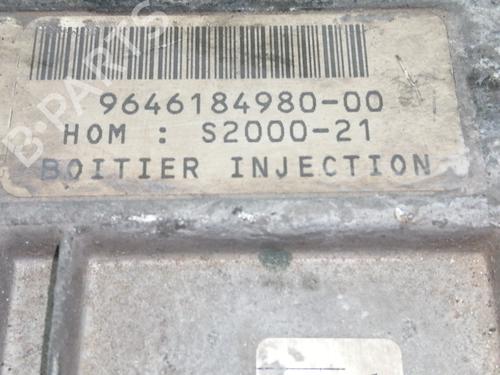 9646184980-00
HOM : S2000-21
BOITIER INJECTION
B-PARTS